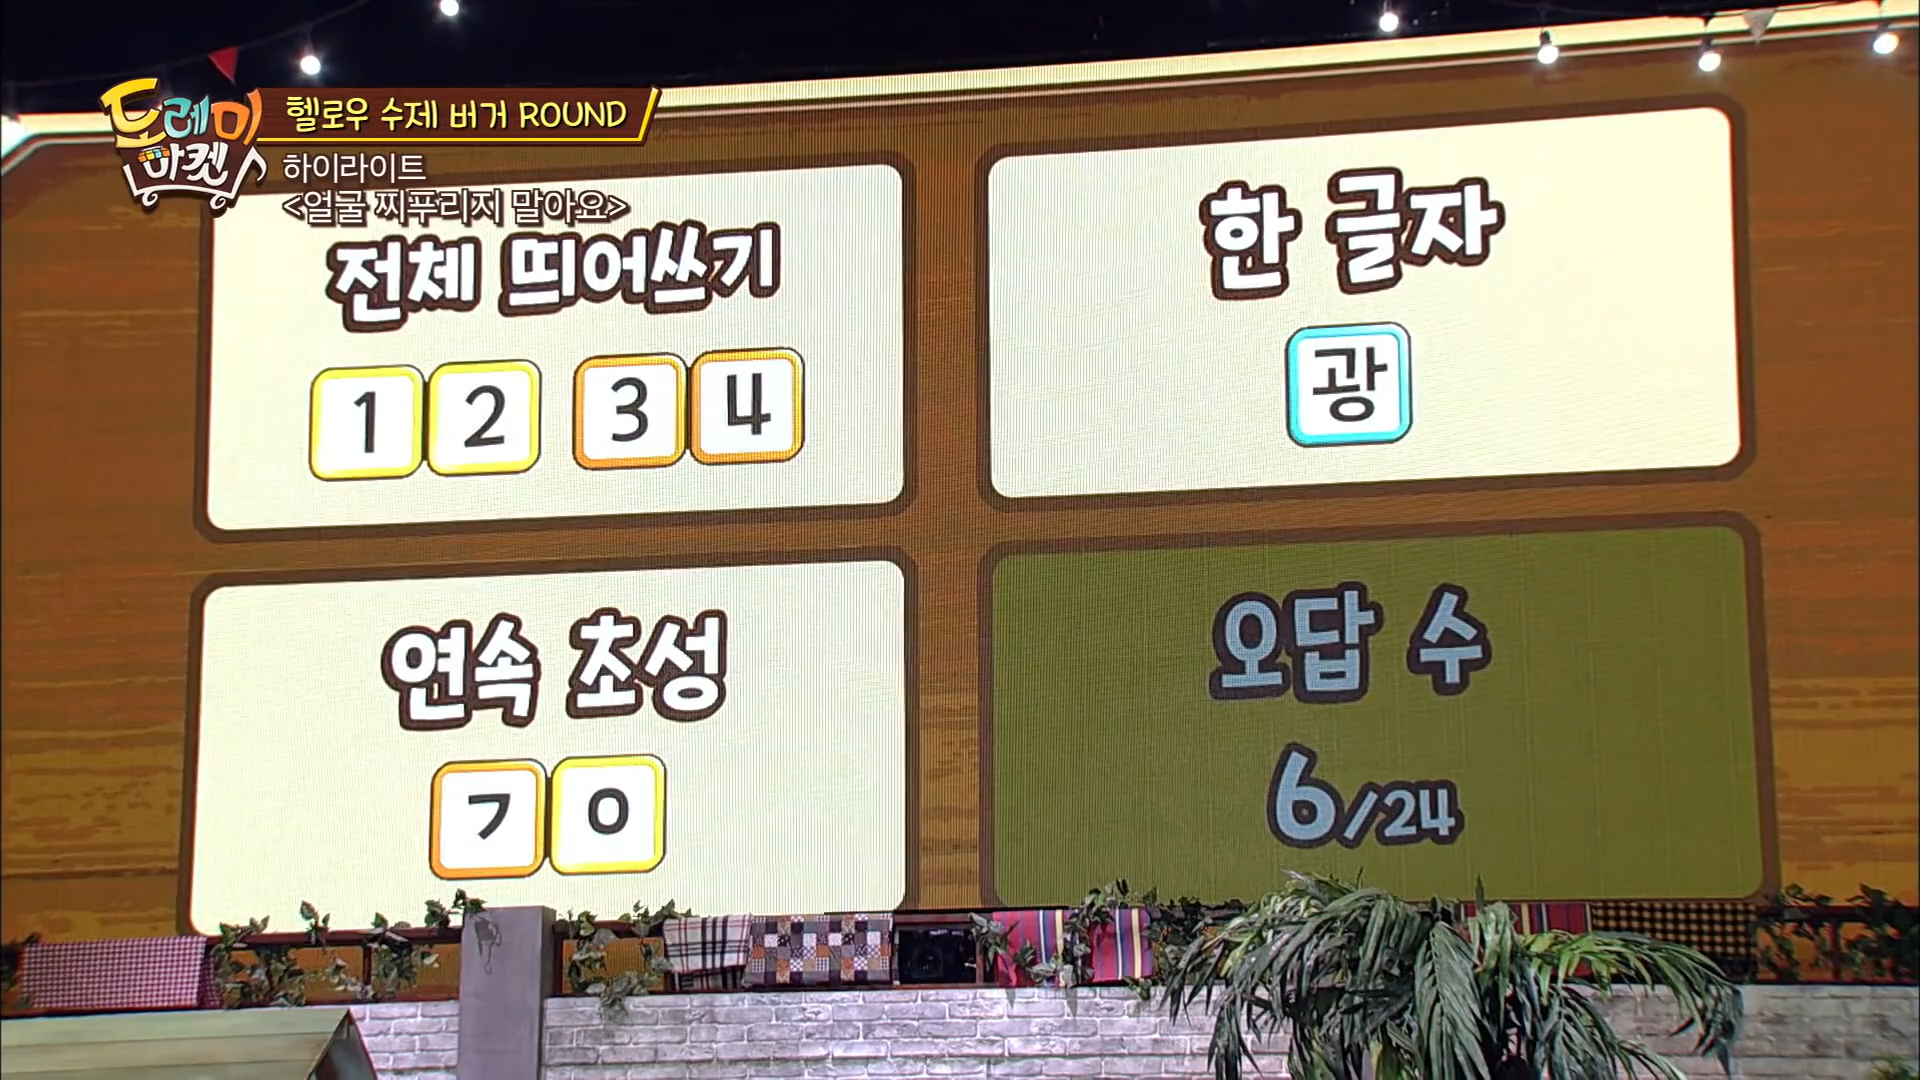 도레미마켓
헬로우 수제 버거 ROUND
하이라이트
<얼굴 찌푸리지 말아요>
전체 띄어쓰기
1 2 3 4
한 글자
광
연속 초성
ㄱ ㅇ
오답 수
6/24